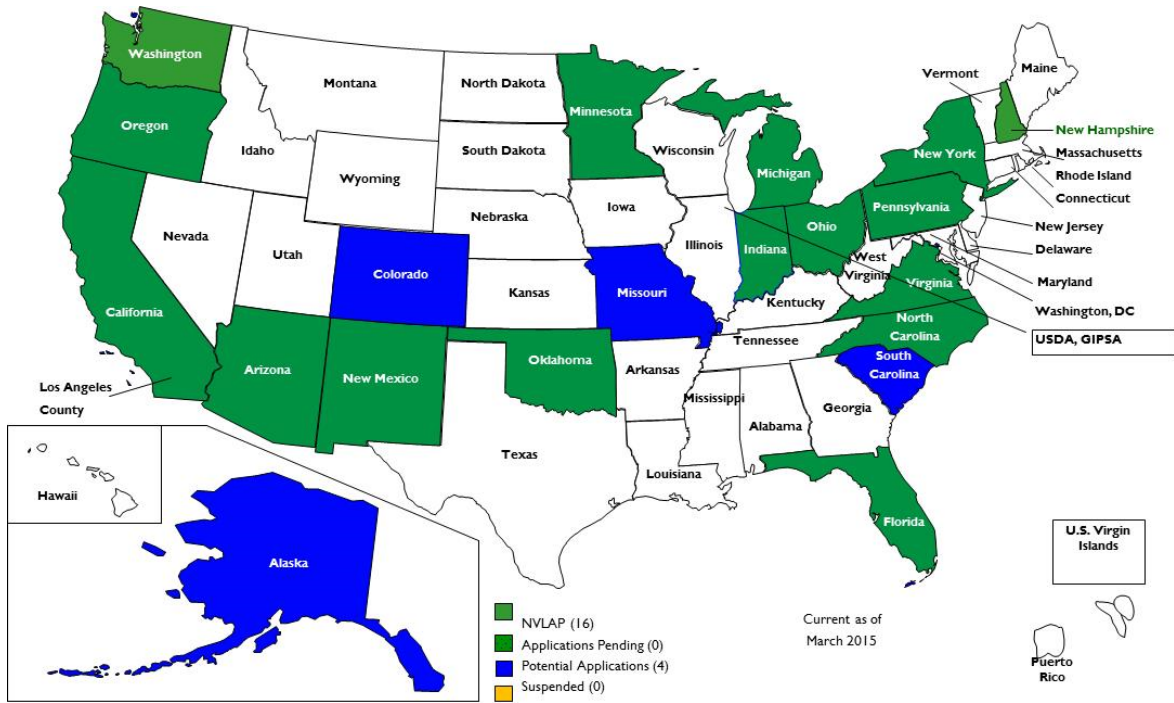 Washington
Montana
North Dakota
Minnesota
Vermont
Maine
Oregon
Idaho
South Dakota
Wisconsin
Michigan
New York
New Hampshire
Massachusetts
Rhode Island
Connecticut
Wyoming
Nebraska
Iowa
Pennsylvania
New Jersey
Delaware
Maryland
Washington, DC
USDA, GIPSA
Nevada
Utah
Colorado
Kansas
Missouri
Illinois
Indiana
Ohio
West
Virginia
Virginia
Kentucky
California
Arizona
New Mexico
Oklahoma
Arkansas
Tennessee
North
Carolina
South
Carolina
Los Angeles
County
Texas
Louisiana
Mississippi
Alabama
Georgia
Florida
Hawaii
Alaska
U.S. Virgin
Islands
Puerto
Rico
NVLAP (16)
Applications Pending (0)
Potential Applications (4)
Suspended (0)
Current as of
March 2015